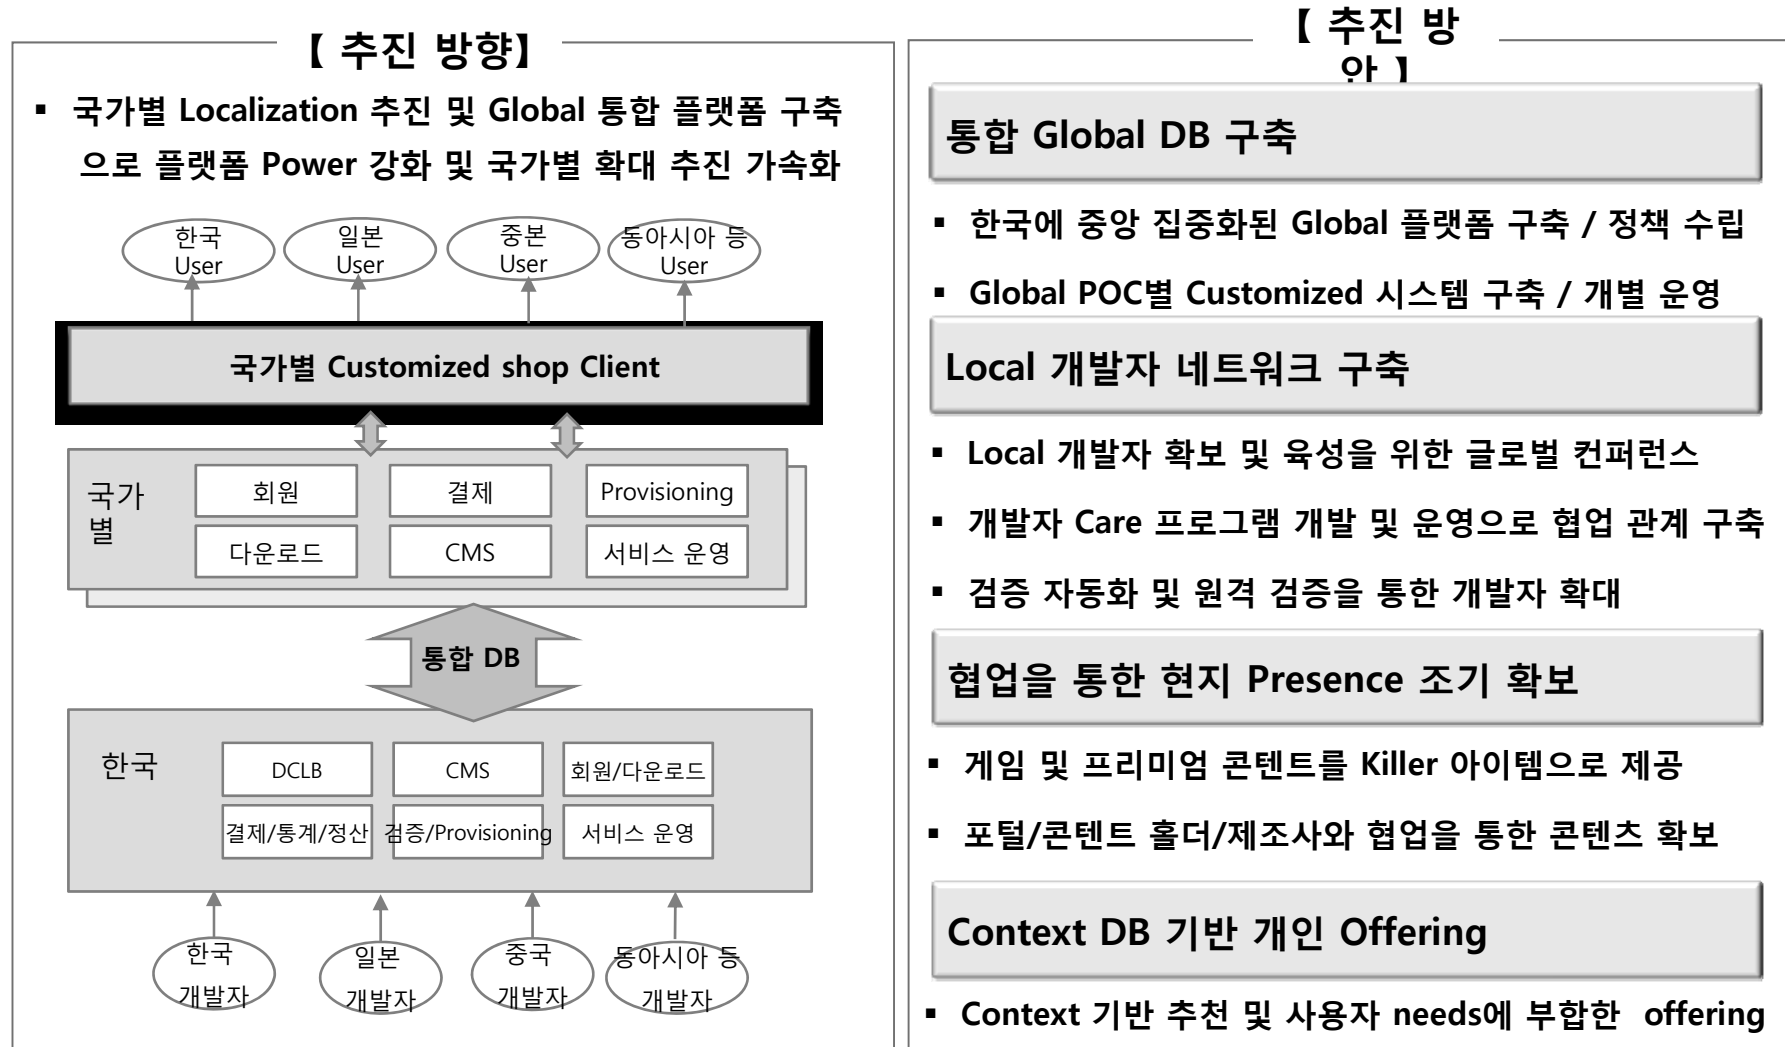 【 추진 방향】
▪ 국가별 Localization 추진 및 Global 통합 플랫폼 구축
으로 플랫폼 Power 강화 및 국가별 확대 추진 가속화
한국
User
일본
User
중본
User
동아시아 등
User
국가별 Customized shop Client
국가
별
회원
결제
Provisioning
다운로드
CMS
서비스 운영
통합 DB
한국
DCLB
CMS
회원/다운로드
결제/통계/정산
검증/Provisioning
서비스 운영
한국
개발자
일본
개발자
중국
개발자
동아시아 등
개발자
【 추진 방
안 】
통합 Global DB 구축
▪ 한국에 중앙 집중화된 Global 플랫폼 구축 / 정책 수립
▪ Global POC별 Customized 시스템 구축 / 개별 운영
Local 개발자 네트워크 구축
▪ Local 개발자 확보 및 육성을 위한 글로벌 컨퍼런스
▪ 개발자 Care 프로그램 개발 및 운영으로 협업 관계 구축
▪ 검증 자동화 및 원격 검증을 통한 개발자 확대
협업을 통한 현지 Presence 조기 확보
▪ 게임 및 프리미엄 콘텐트를 Killer 아이템으로 제공
▪ 포털/콘텐트 홀더/제조사와 협업을 통한 콘텐츠 확보
Context DB 기반 개인 Offering
▪ Context 기반 추천 및 사용자 needs에 부합한 offering